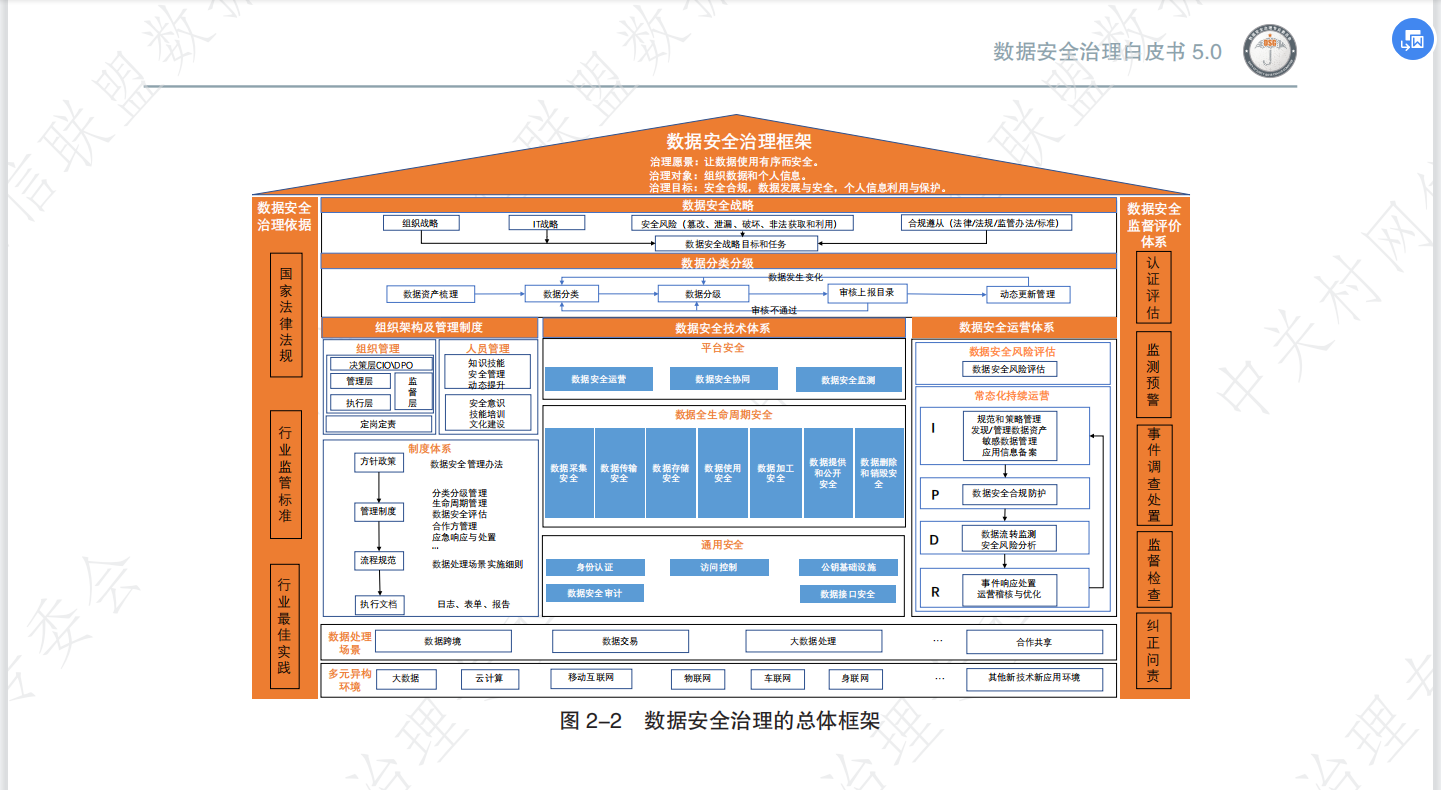 数据安全治理白皮书 5.0
数据安全治理框架
治理愿景：让数据使用有序而安全。
治理对象：组织数据和个人信息。
治理目标：安全合规，数据发展与安全，个人信息利用与保护。
数据安全
治理依据
国家法律法规
行业监管标准
行业最佳实践
数据安全战略
组织战略
IT战略
安全风险（篡改、泄漏、破坏、非法获取和利用）
合规遵从（法律/法规/监管办法/标准）
数据安全战略目标和任务
数据分类分级
数据发生变化
数据资产梳理
数据分类
数据分级
审核上报目录
动态更新管理
审核不通过
组织架构及管理制度
组织管理
决策层CIO\DPO
管理层
执行层
监督层
定岗定责
人员管理
知识技能
安全管理
动态提升
安全意识
技能培训
文化建设
制度体系
方针政策
数据安全管理办法
管理制度
分类分级管理
生命周期管理
数据安全评估
合作方管理
应急响应与处置
...
流程规范
数据处理场景实施细则
执行文档
日志、表单、报告
数据安全技术体系
平台安全
数据安全运营
数据安全协同
数据安全监测
数据全生命周期安全
数据采集
安全
数据传输
安全
数据存储
安全
数据使用
安全
数据加工
安全
数据提供
和公开
安全
数据删除
和销毁安
全
通用安全
身份认证
访问控制
公钥基础设施
数据安全审计
数据接口安全
数据安全运营体系
数据安全风险评估
数据安全风险评估
常态化持续运营
I
规范和策略管理
发现/管理数据资产
敏感数据管理
应用信息备案
P
数据安全合规防护
D
数据流转监测
安全风险分析
R
事件响应处置
运营稽核与优化
数据安全
监督评价
体系
认证评估
监测预警
事件调查处置
监督检查
纠正问责
数据处理
场景
数据跨境
数据交易
大数据处理
...
合作共享
多元异构
环境
大数据
云计算
移动互联网
物联网
车联网
身联网
...
其他新技术新应用环境
图 2–2 数据安全治理的总体框架